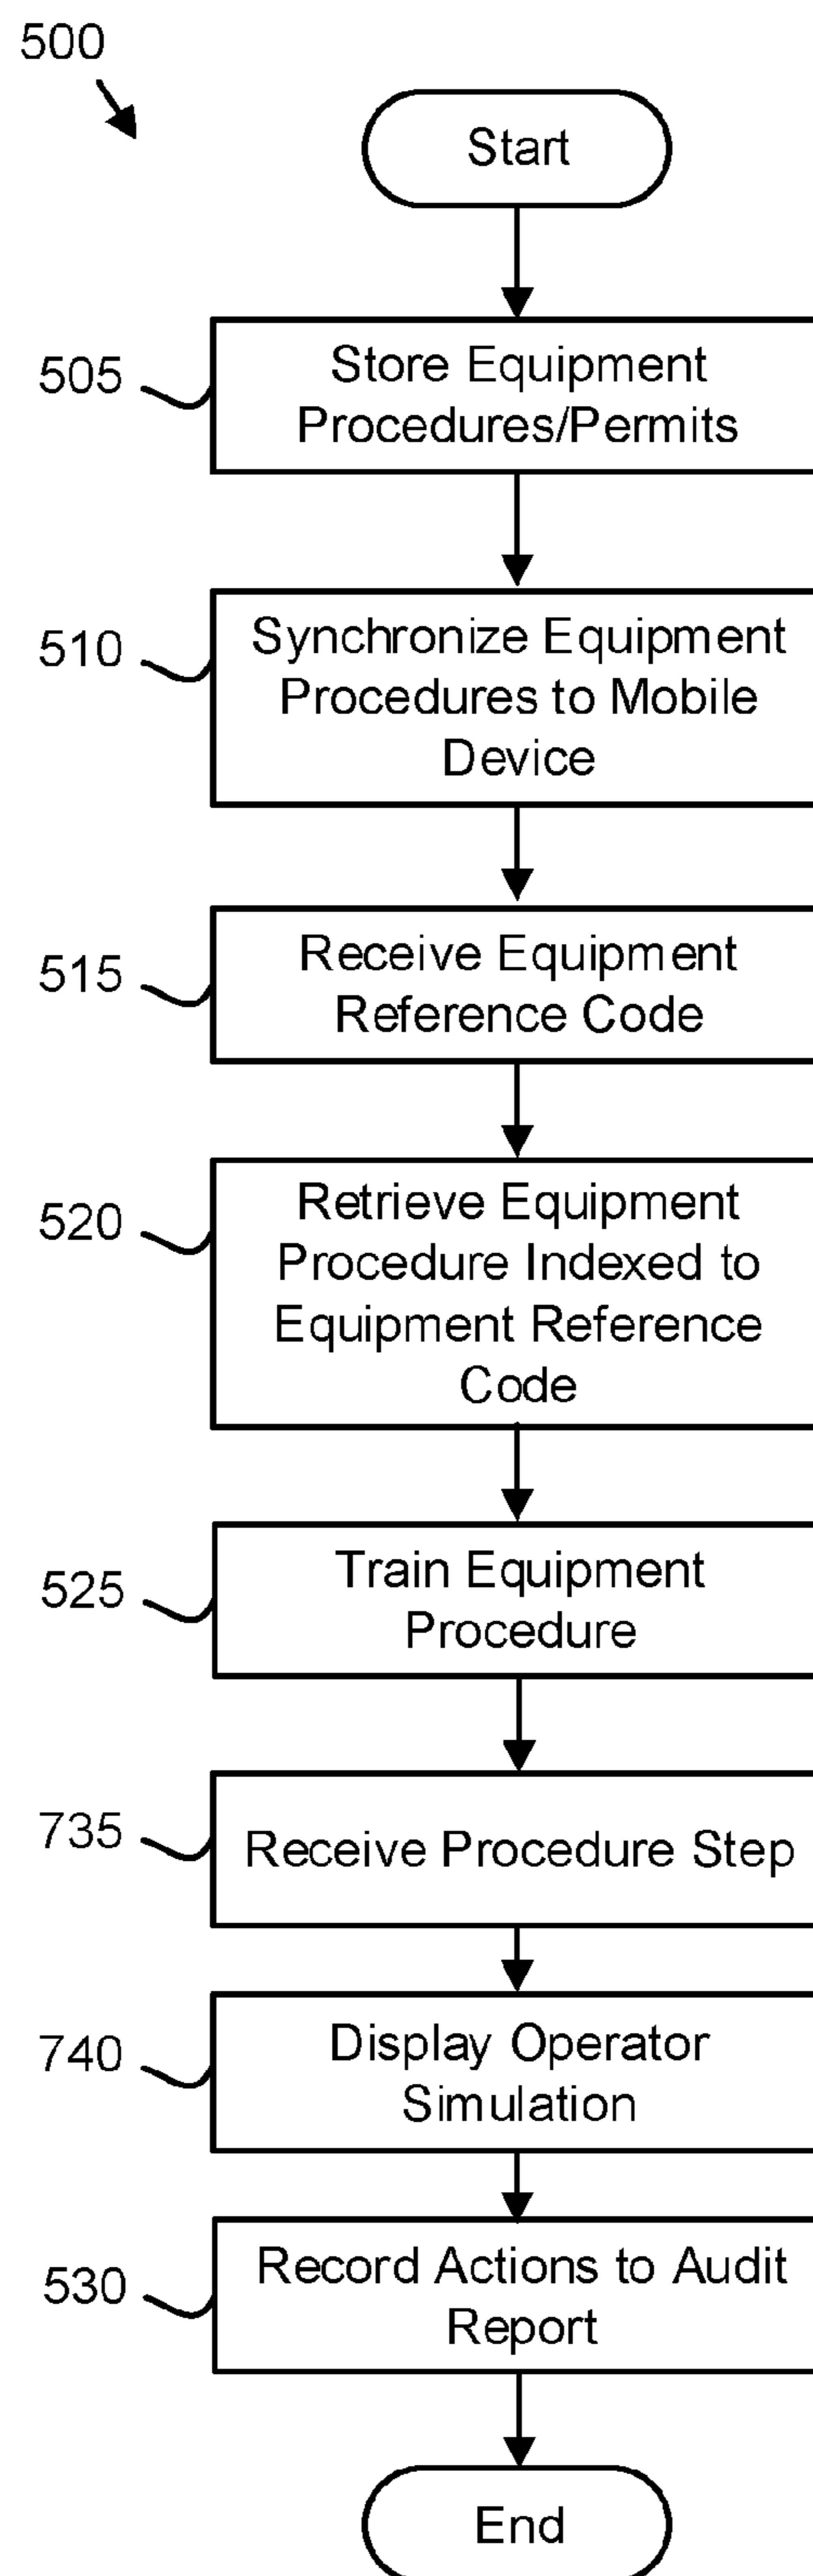 500
Start
505
Store Equipment
Procedures/Permits
510
Synchronize Equipment
Procedures to Mobile
Device
515
Receive Equipment
Reference Code
520
Retrieve Equipment
Procedure Indexed to
Equipment Reference
Code
525
Train Equipment
Procedure
735
Receive Procedure Step
740
Display Operator
Simulation
530
Record Actions to Audit
Report
End